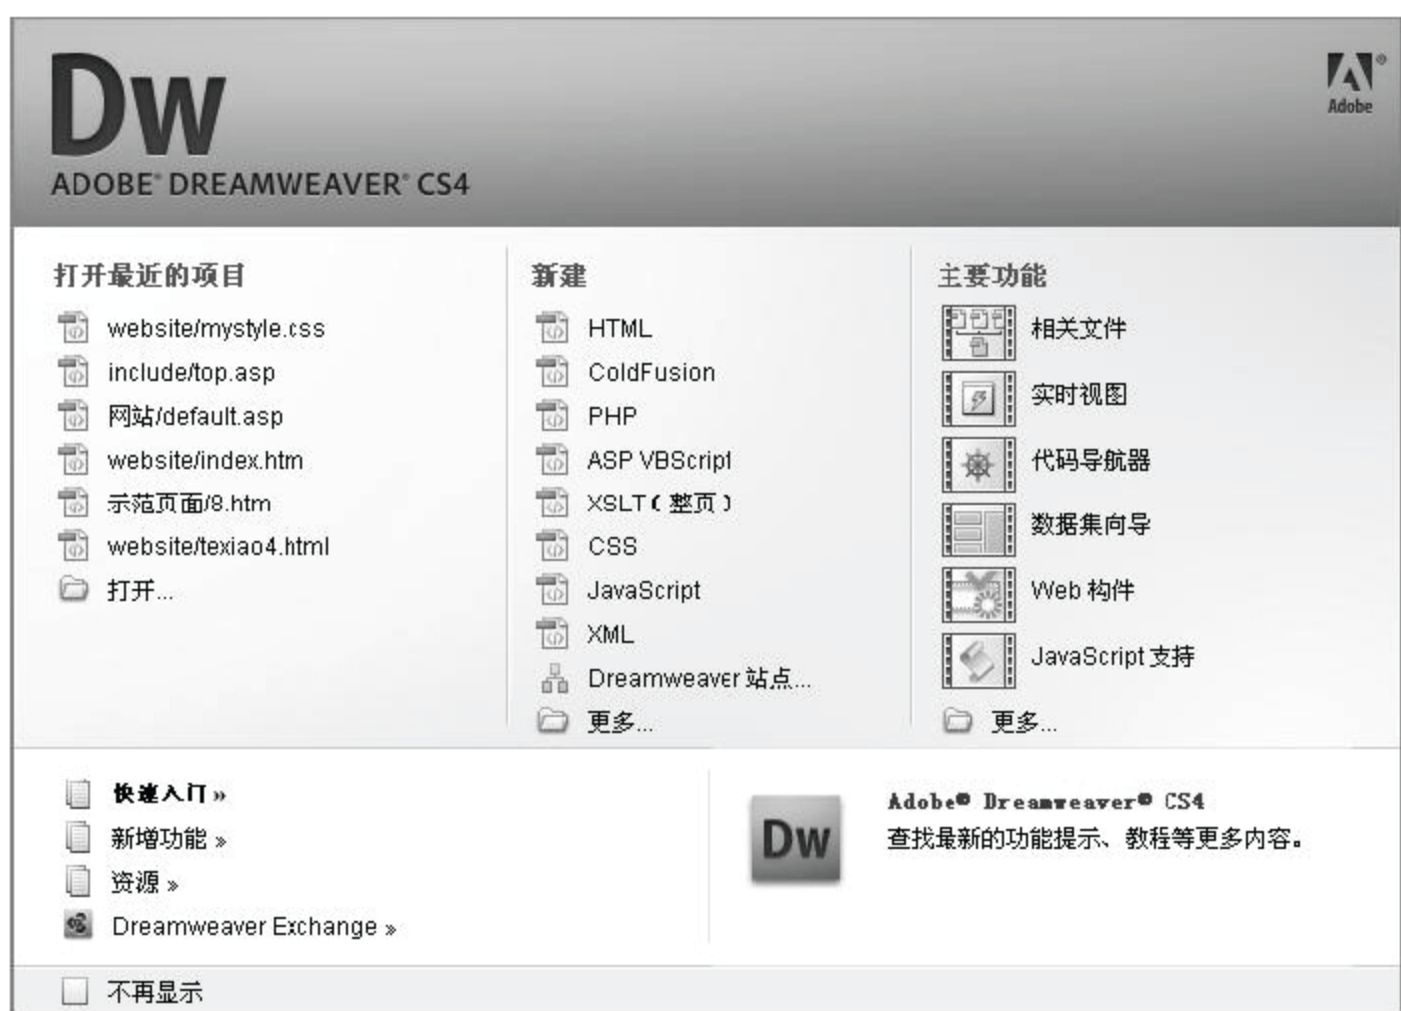 Dw
ADOBE® DREAMWEAVER® CS4
Adobe®
打开最近的项目
website/mystyle.css
include/top.asp
网站/default.asp
website/index.htm
示范页面/8.htm
website/texiao4.html
打开...
新建
HTML
ColdFusion
PHP
ASP VBScript
XSLT（整页）
CSS
JavaScript
XML
Dreamweaver 站点...
更多...
主要功能
相关文件
实时视图
代码导航器
数据集向导
Web 构件
JavaScript 支持
更多...
快速入门 »
新增功能 »
资源 »
Dreamweaver Exchange »
Dw
Adobe® Dreamweaver® CS4
查找最新的功能提示、教程等更多内容。
不再显示